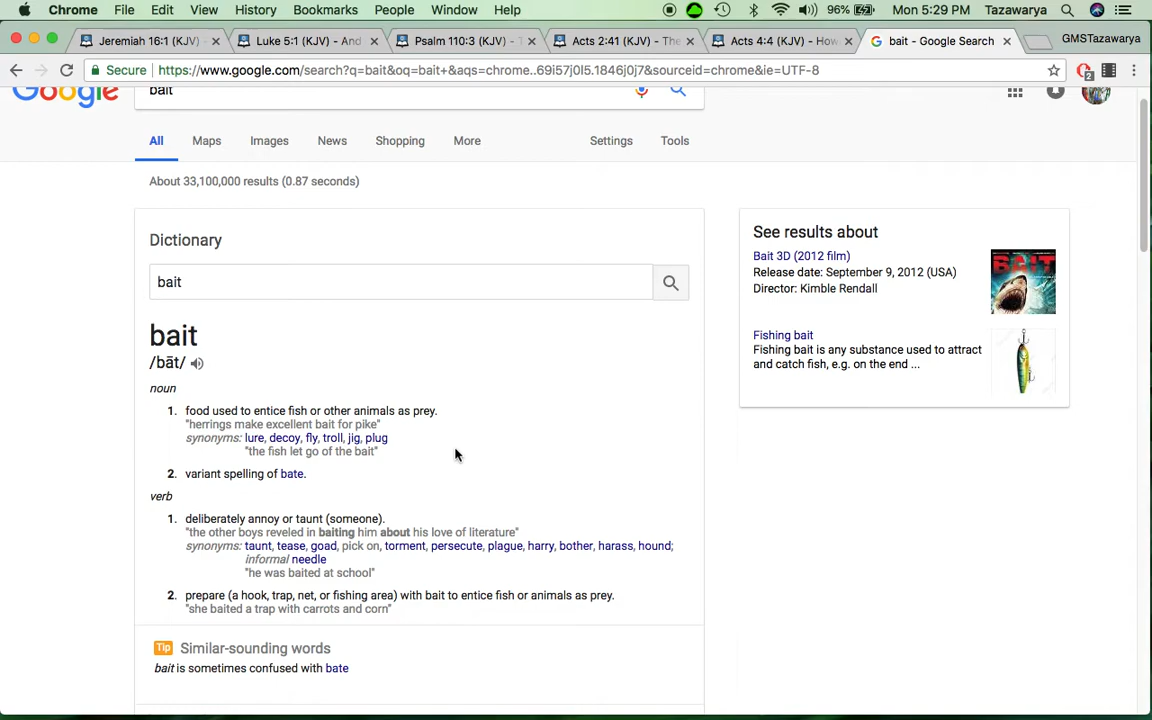 Chrome File Edit View History Bookmarks People Window Help 96% Mon 5:29 PM Tazawarya
Jeremiah 16:1 (KJV) × Luke 5:1 (KJV) - And × Psalm 110:3 (KJV) - T × Acts 2:41 (KJV) - The × Acts 4:4 (KJV) - How × bait - Google Search × GMSTazawarya
Secure https://www.google.com/search?q=bait&oq=bait+&aqs=chrome..69i57j0l5.1846j0j7&sourceid=chrome&ie=UTF-8 2
Google bait
All Maps Images News Shopping More Settings Tools
About 33,100,000 results (0.87 seconds)
Dictionary
bait
bait
/bāt/
noun
1. food used to entice fish or other animals as prey.
"herrings make excellent bait for pike"
synonyms: lure, decoy, fly, troll, jig, plug
"the fish let go of the bait"
2. variant spelling of bate.
verb
1. deliberately annoy or taunt (someone).
"the other boys reveled in baiting him about his love of literature"
synonyms: taunt, tease, goad, pick on, torment, persecute, plague, harry, bother, harass, hound;
informal needle
"he was baited at school"
2. prepare (a hook, trap, net, or fishing area) with bait to entice fish or animals as prey.
"she baited a trap with carrots and corn"
Tip Similar-sounding words
bait is sometimes confused with bate
See results about
Bait 3D (2012 film)
Release date: September 9, 2012 (USA)
Director: Kimble Rendall
BAIT
Fishing bait
Fishing bait is any substance used to attract
and catch fish, e.g. on the end ...